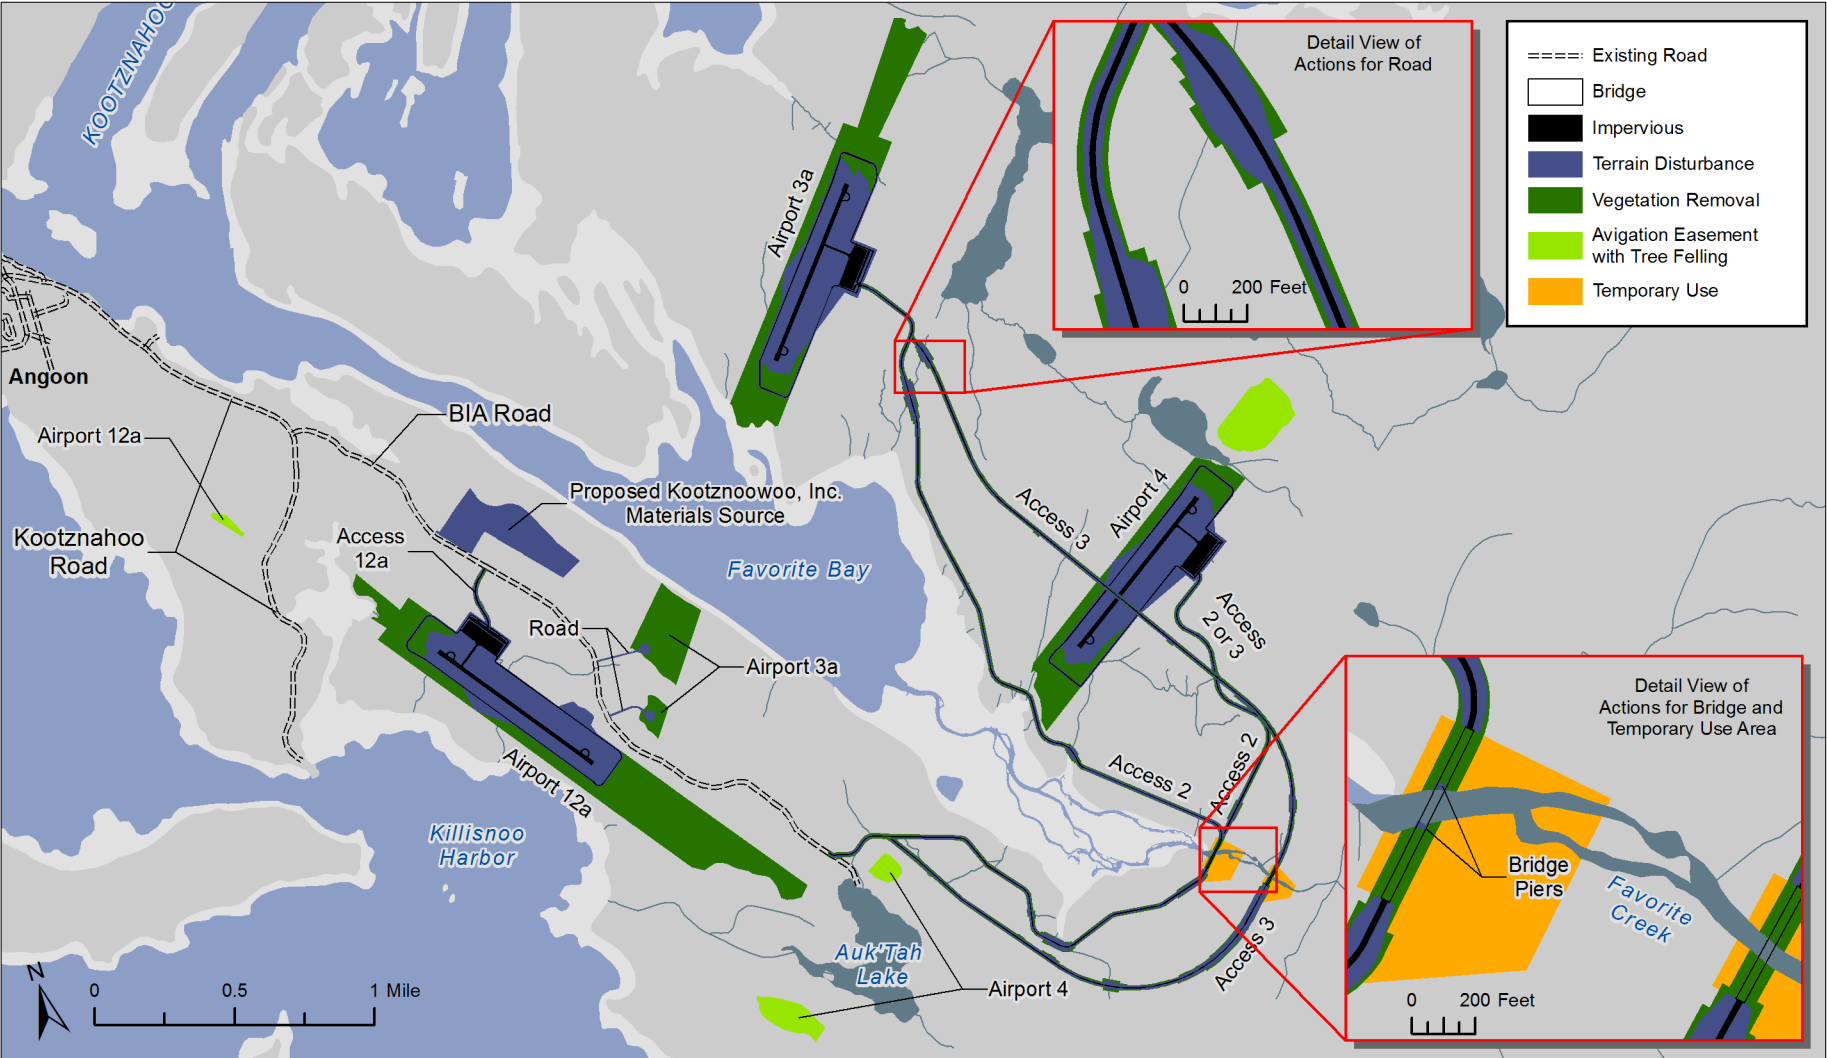 KOOTZNAHOO
Detail View of
Actions for Road
0 200 Feet
Existing Road
Bridge
Impervious
Terrain Disturbance
Vegetation Removal
Avigation Easement
with Tree Felling
Temporary Use
Airport 3a
Angoon
BIA Road
Airport 12a
Kootznahoo
Road
Access
12a
Proposed Kootznoowoo, Inc.
Materials Source
Favorite Bay
Access 3
Airport 4
Access
2 or 3
Road
Airport 3a
Airport 12a
Access 2
Access 2
Killisnoo
Harbor
Auk'Tah
Lake
Airport 4
Access 3
Detail View of
Actions for Bridge and
Temporary Use Area
Bridge
Piers
Favorite
Creek
0 200 Feet
N
0 0.5 1 Mile